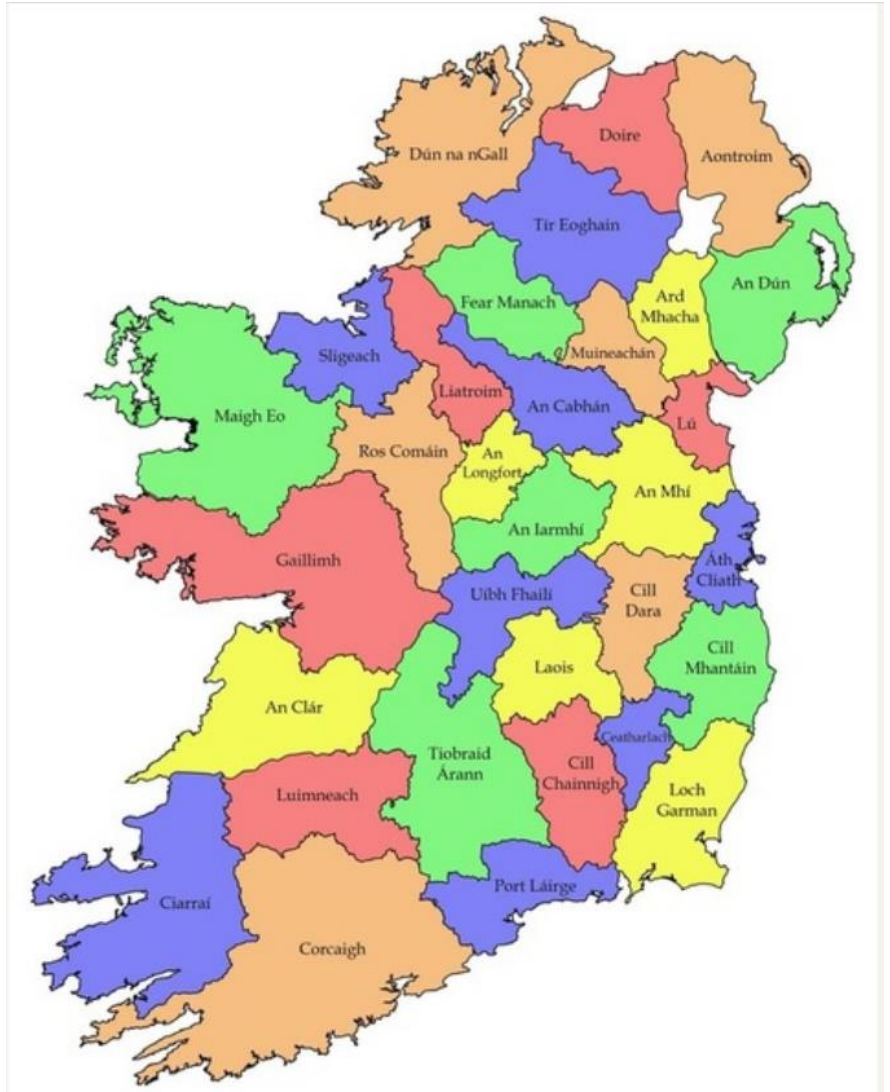 Doire
Dún na nGall
Aontroim
Tír Eoghain
An Dún
Fear Manach
Ard
Mhacha
Sligeach
Muineachán
Liatroim
An Cabhán
Maigh Eo
Lú
Ros Comáin
An
Longfort
An Mhí
An Iarmhí
Gaillimh
Áth
Cliath
Uíbh Fhailí
Cill
Dara
Cill
Mhantáin
Laois
An Clár
Ceatharlach
Tiobraid
Árann
Cill
Chainnigh
Luimneach
Loch
Garman
Port Láirge
Ciarraí
Corcaigh